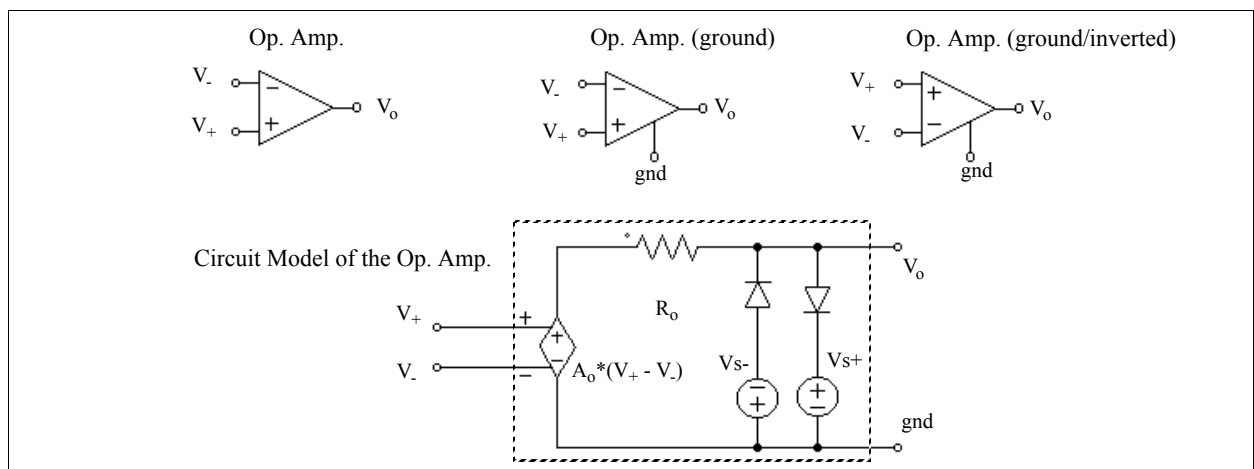 Op. Amp.
Op. Amp. (ground)
Op. Amp. (ground/inverted)
V-
V+
Vo
V-
V+
Vo
gnd
V+
V-
Vo
gnd
Circuit Model of the Op. Amp.
V+
V-
Ao*(V+ - V-)
Ro
Vs-
Vs+
Vo
gnd